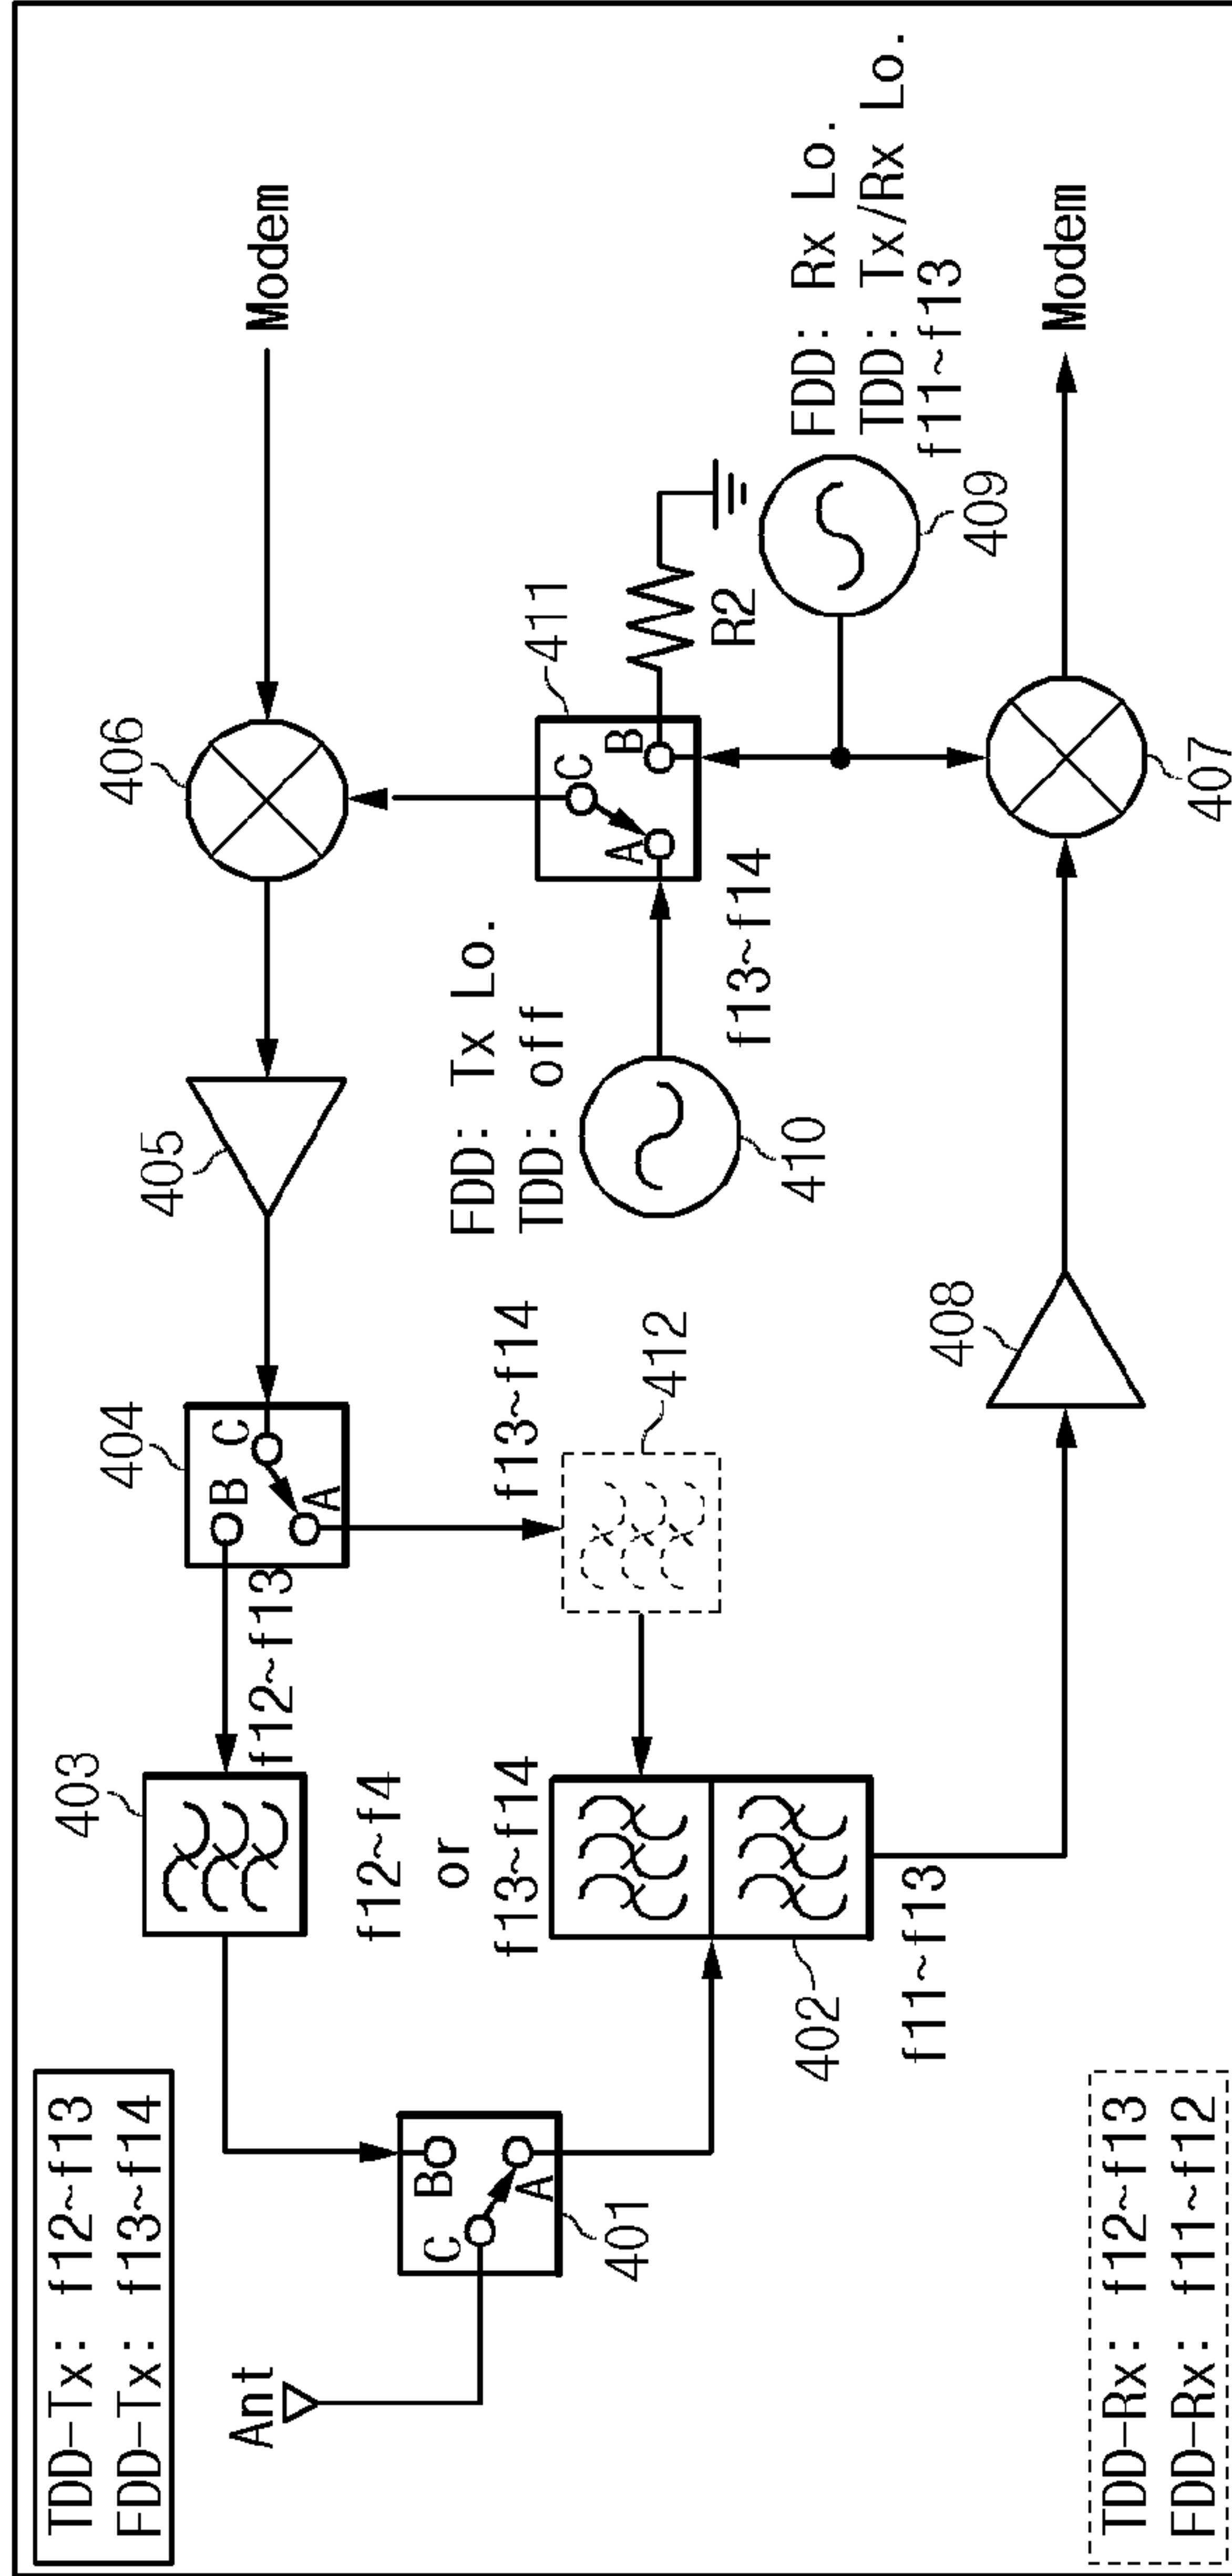 TDD-Tx: f12~f13
FDD-Tx: f13~f14
Ant
C
B
A
401
403
f12~f13
f12~f4
or
f13~f14
402
f11~f13
404
B
C
A
f13~f14
412
405
406
Modem
FDD: Tx Lo.
TDD: off
410
f13~f14
411
A
C
B
R2
409
FDD: Rx Lo.
TDD: Tx/Rx Lo.
f11~f13
408
407
Modem
TDD-Rx: f12~f13
FDD-Rx: f11~f12